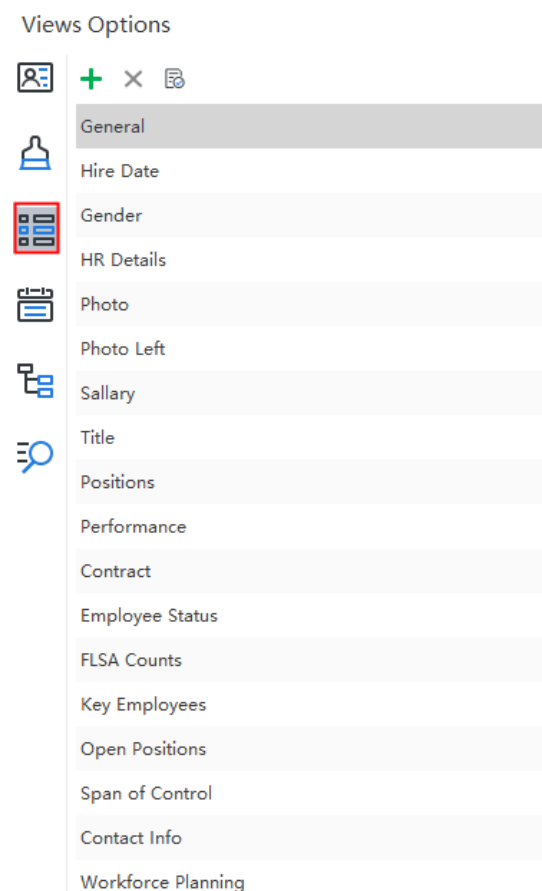 Views Options
General
Hire Date
Gender
HR Details
Photo
Photo Left
Sallary
Title
Positions
Performance
Contract
Employee Status
FLSA Counts
Key Employees
Open Positions
Span of Control
Contact Info
Workforce Planning